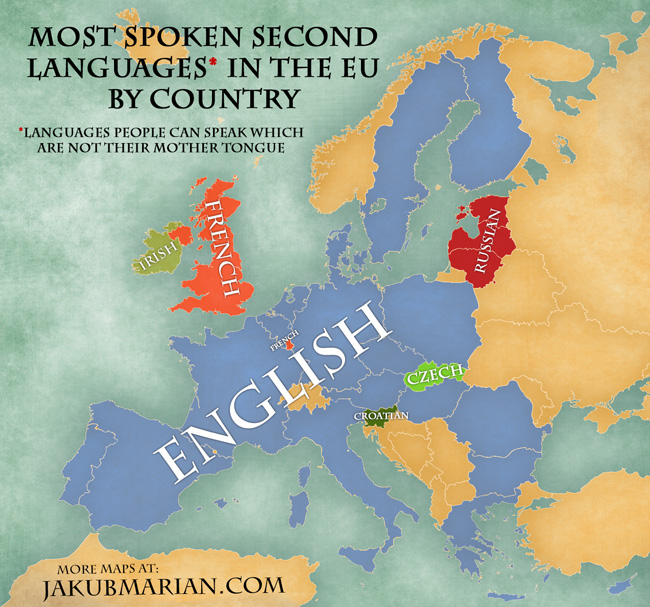 MOST SPOKEN SECOND
LANGUAGES* IN THE EU
BY COUNTRY
*LANGUAGES PEOPLE CAN SPEAK WHICH
ARE NOT THEIR MOTHER TONGUE
IRISH
FRENCH
RUSSIAN
FRENCH
ENGLISH
CZECH
CROATIAN
MORE MAPS AT:
JAKUBMARIAN.COM